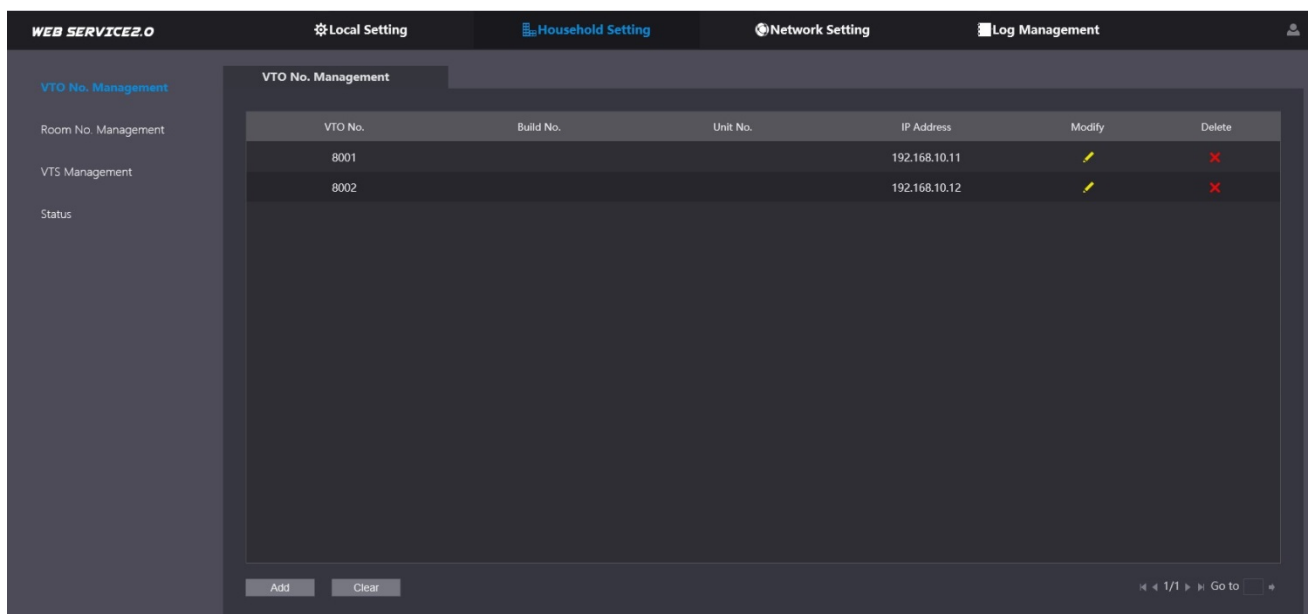 WEB SERVICE2.0 Local Setting Household Setting Network Setting Log Management
VTO No. Management
VTO No. Management
Room No. Management
VTS Management
Status
VTO No. Build No. Unit No. IP Address Modify Delete
8001 192.168.10.11
8002 192.168.10.12
Add Clear 1/1 Go to